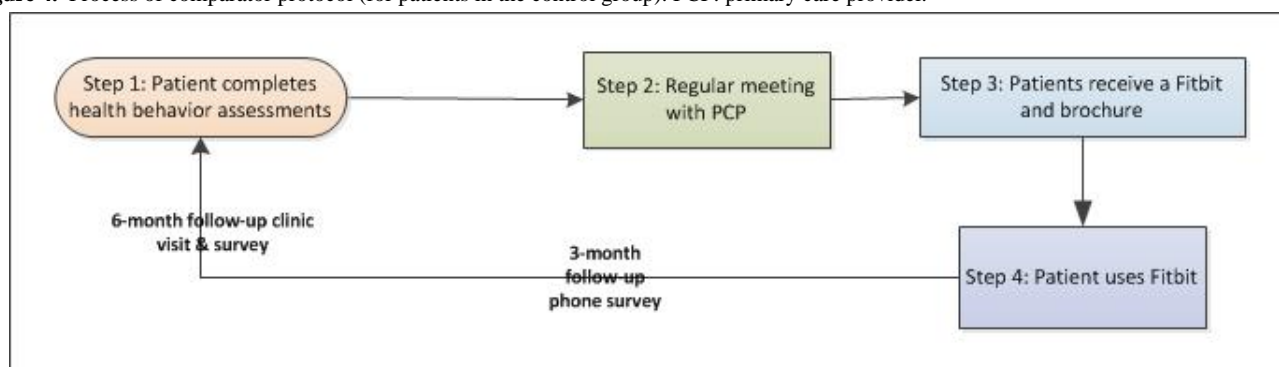 Process of comparator protocol (for patients in the control group). PCP: primary care provider.
Step 1: Patient completes
health behavior assessments
Step 2: Regular meeting
with PCP
Step 3: Patients receive a Fitbit
and brochure
6-month follow-up clinic
visit & survey
3-month
follow-up
phone survey
Step 4: Patient uses Fitbit